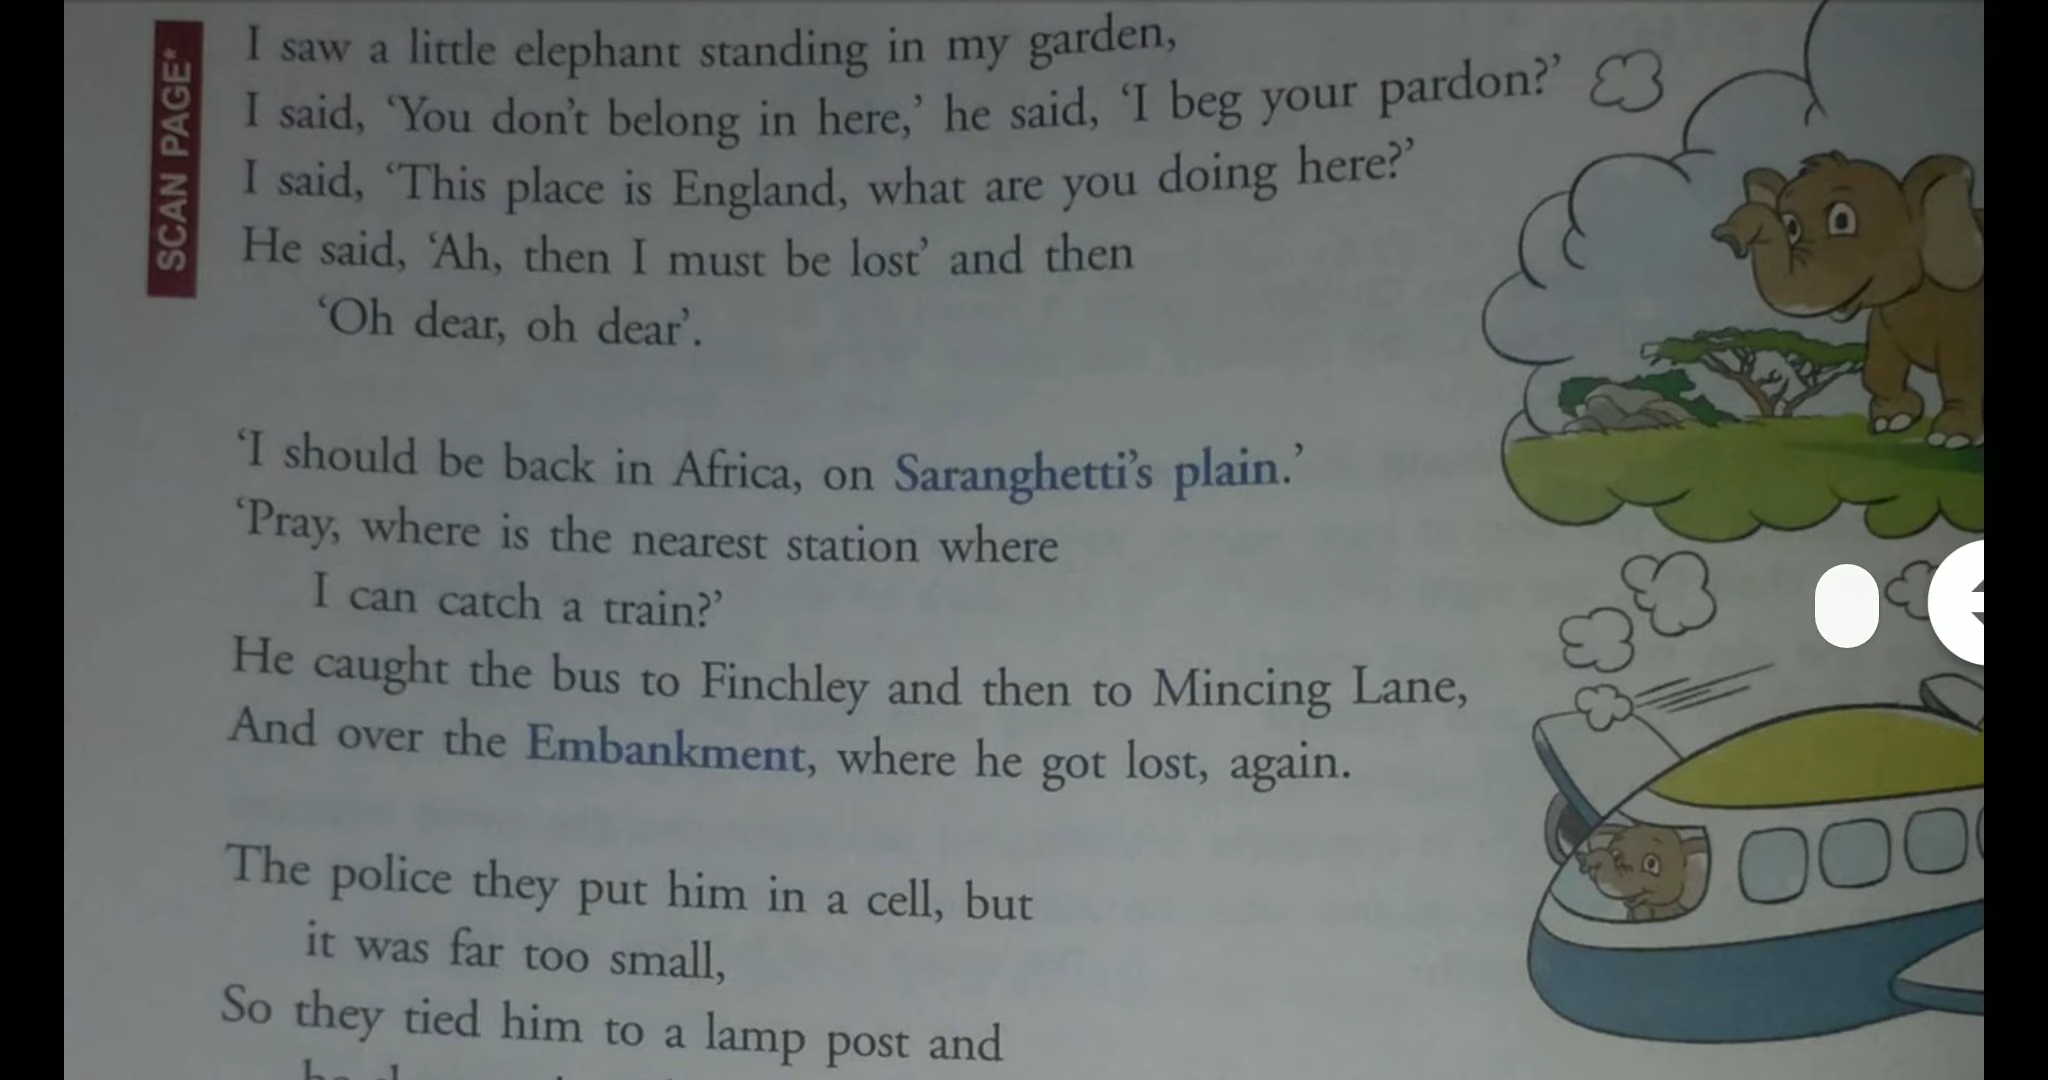 SCAN PAGE*
I saw a little elephant standing in my garden,
I said, ‘You don’t belong in here,’ he said, ‘I beg your pardon?’
I said, ‘This place is England, what are you doing here?’
He said, ‘Ah, then I must be lost’ and then
‘Oh dear, oh dear’.
‘I should be back in Africa, on Saranghetti’s plain.’
‘Pray, where is the nearest station where
I can catch a train?’
He caught the bus to Finchley and then to Mincing Lane,
And over the Embankment, where he got lost, again.
The police they put him in a cell, but
it was far too small,
So they tied him to a lamp post and